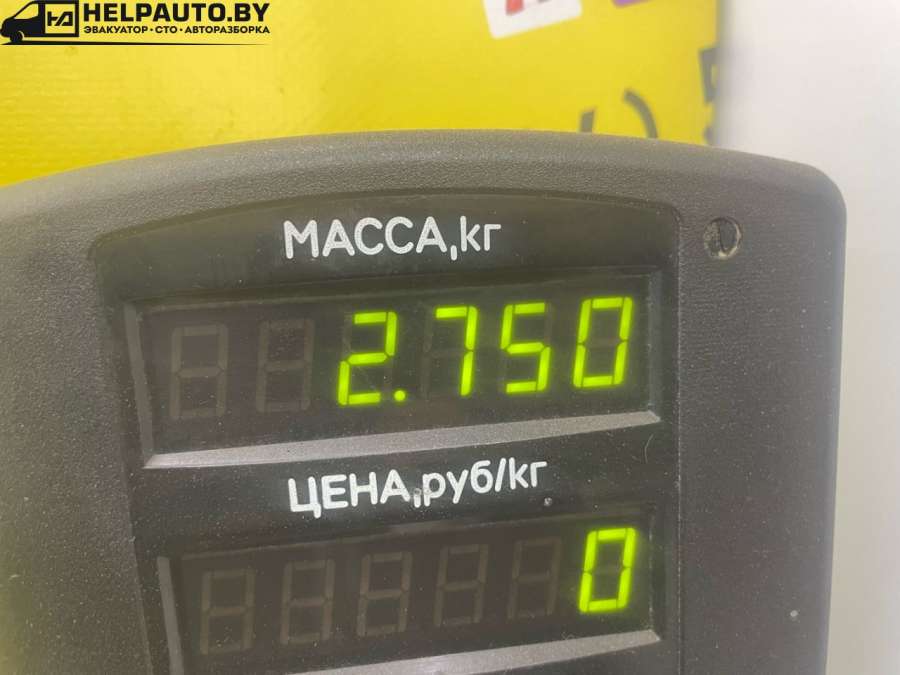 HELPAUTO.BY
ЭВАКУАТОР • СТО • АВТОРАЗБОРКА
МАССА,кг
2.750
ЦЕНА,руб/кг
0